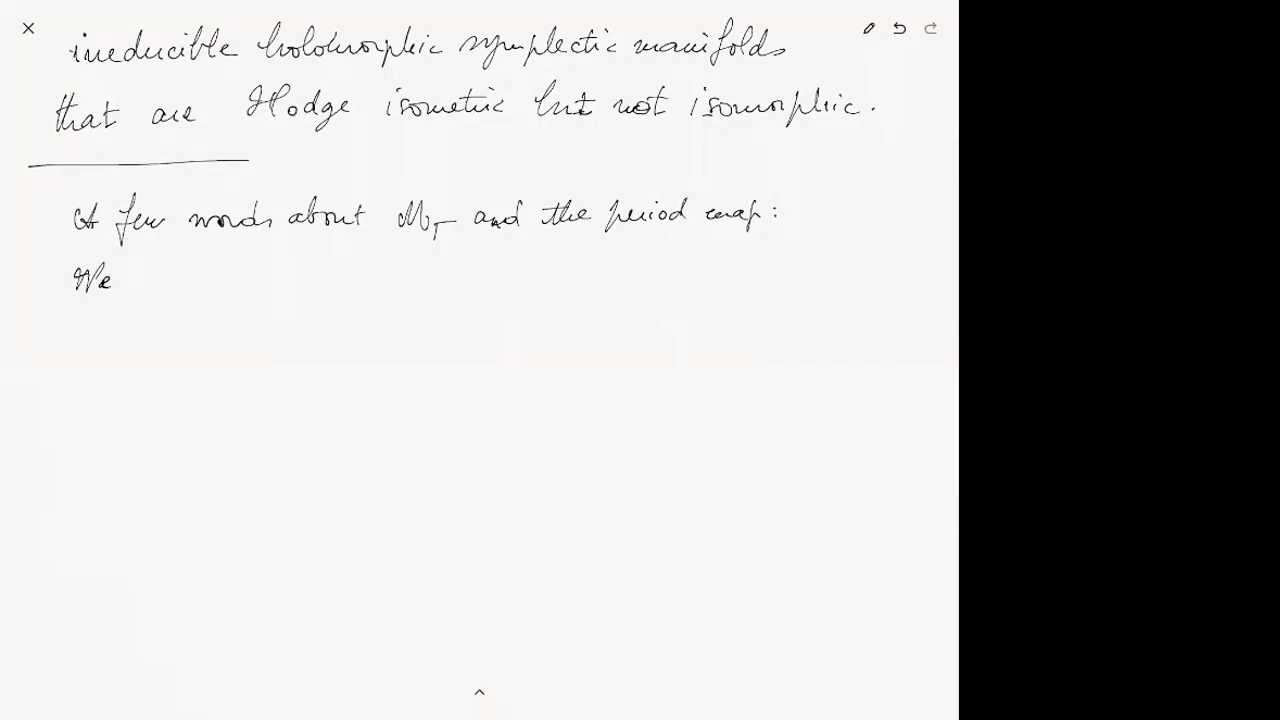 irreducible holomorphic symplectic manifolds
that are Hodge isometric but not isomorphic.
A few words about M_Γ and the period map:
We